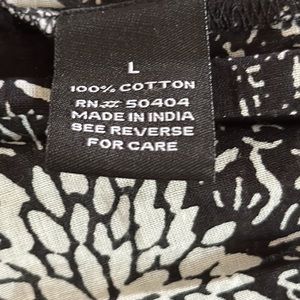 L
100% COTTON
RN# 50404
MADE IN INDIA
SEE REVERSE
FOR CARE